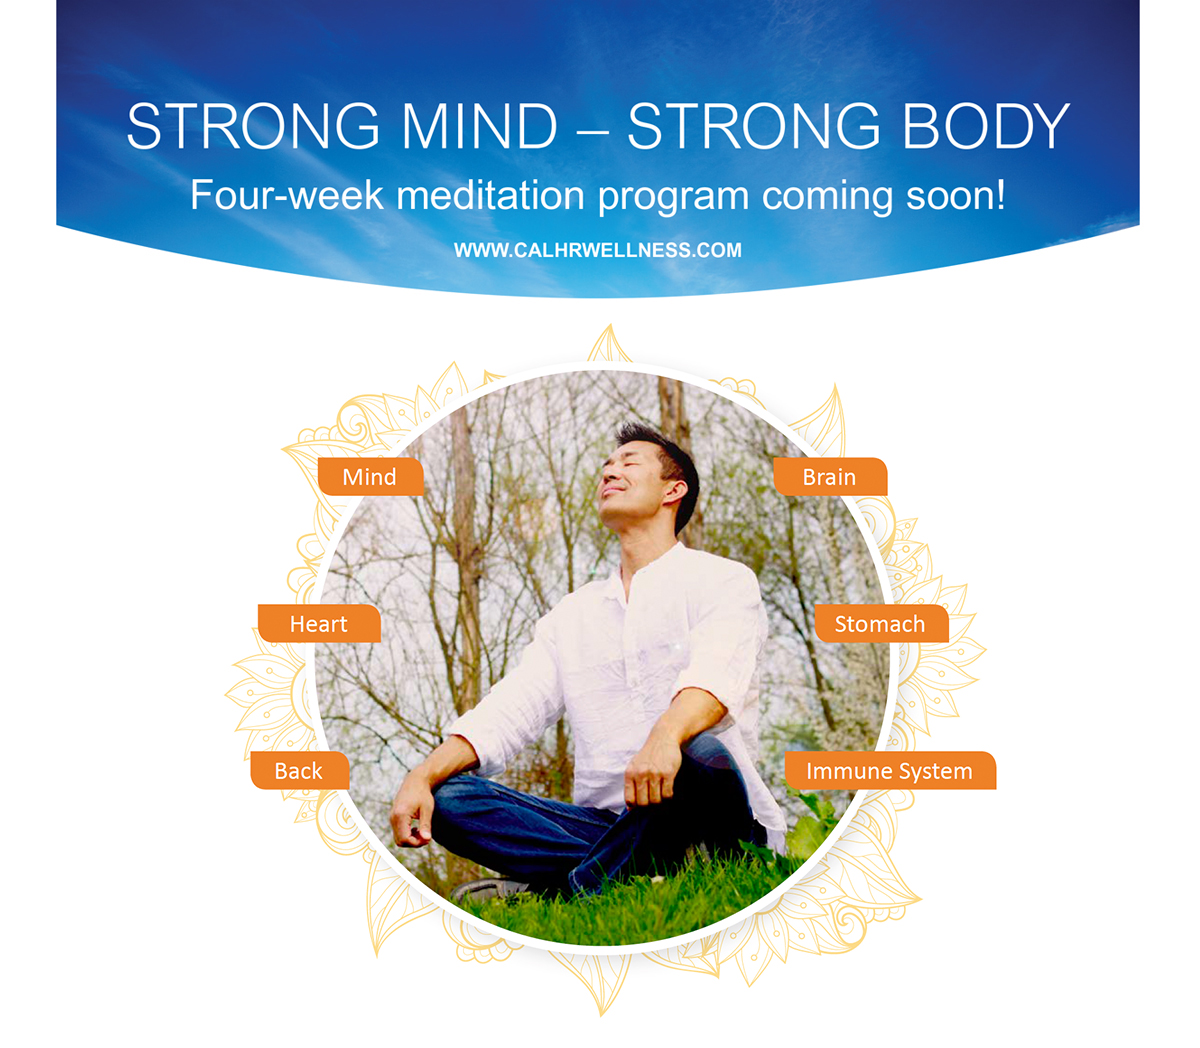 STRONG MIND – STRONG BODY
Four-week meditation program coming soon!
WWW.CALHRWELLNESS.COM
Mind
Brain
Heart
Stomach
Back
Immune System